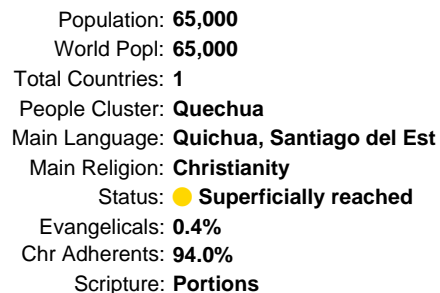 Population: 65,000
World Popl: 65,000
Total Countries: 1
People Cluster: Quechua
Main Language: Quichua, Santiago del Est
Main Religion: Christianity
Status: Superficially reached
Evangelicals: 0.4%
Chr Adherents: 94.0%
Scripture: Portions